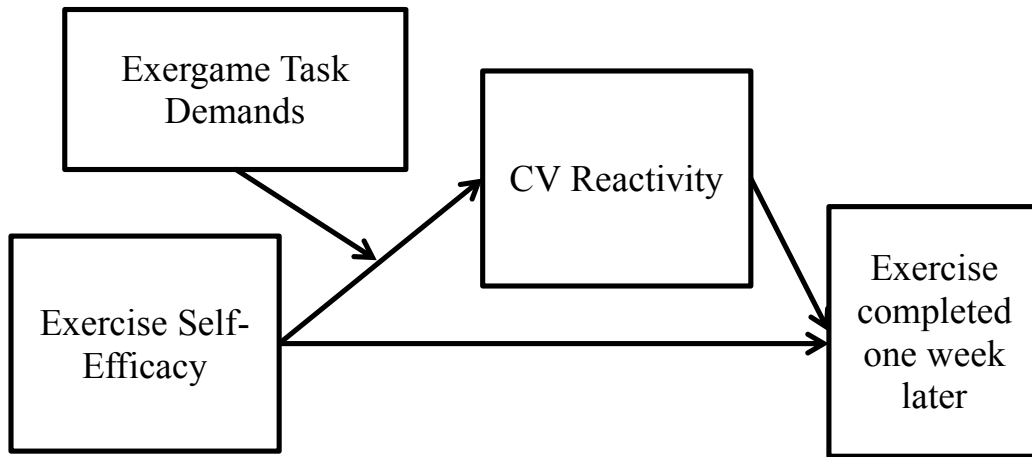 Exergame Task
Demands
CV Reactivity
Exercise Self-
Efficacy
Exercise
completed
one week
later